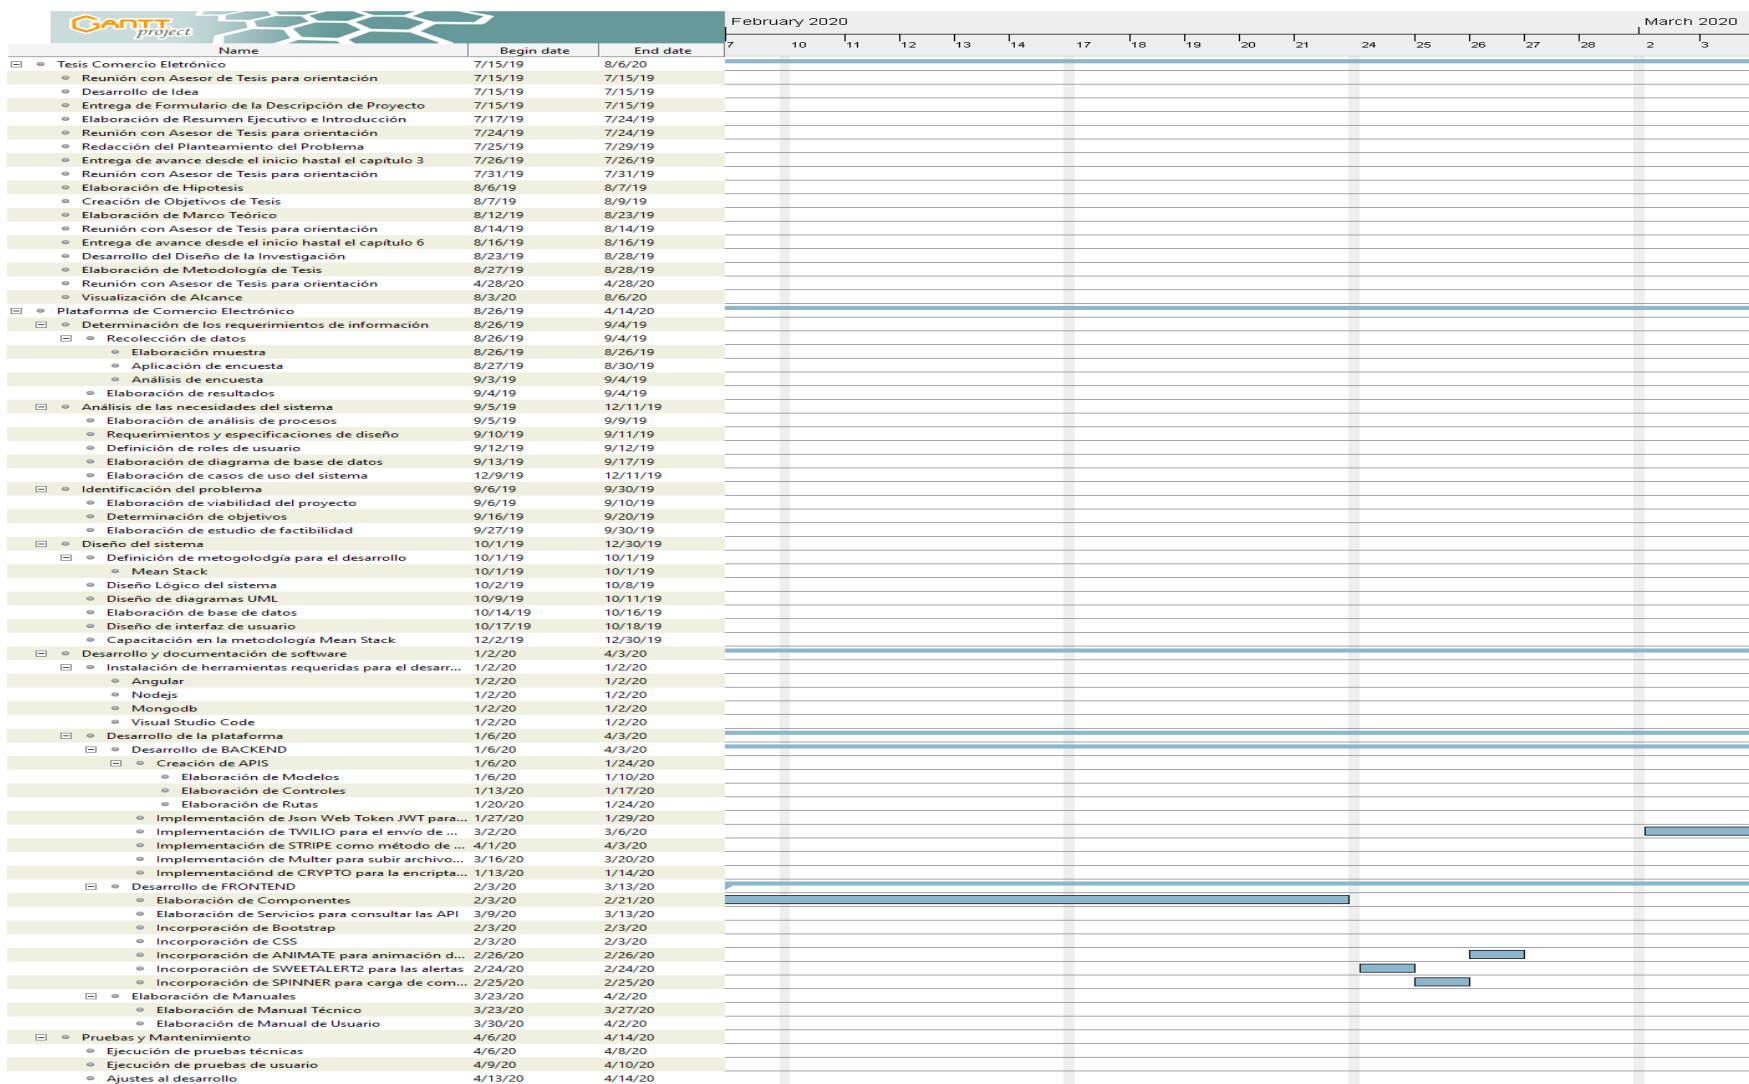 GANTT project
February 2020 March 2020
Name Begin date End date
7 10 11 12 13 14 17 18 19 20 21 24 25 26 27 28 2 3
Tesis Comercio Eletrónico 7/15/19 8/6/20
Reunión con Asesor de Tesis para orientación 7/15/19 7/15/19
Desarrollo de Idea 7/15/19 7/15/19
Entrega de Formulario de la Descripción de Proyecto 7/15/19 7/15/19
Elaboración de Resumen Ejecutivo e Introducción 7/17/19 7/24/19
Reunión con Asesor de Tesis para orientación 7/24/19 7/24/19
Redacción del Planteamiento del Problema 7/25/19 7/29/19
Entrega de avance desde el inicio hastal el capítulo 3 7/26/19 7/26/19
Reunión con Asesor de Tesis para orientación 7/31/19 7/31/19
Elaboración de Hipotesis 8/6/19 8/7/19
Creación de Objetivos de Tesis 8/7/19 8/9/19
Elaboración de Marco Teórico 8/12/19 8/23/19
Reunión con Asesor de Tesis para orientación 8/14/19 8/14/19
Entrega de avance desde el inicio hastal el capítulo 6 8/16/19 8/16/19
Desarrollo del Diseño de la Investigación 8/23/19 8/28/19
Elaboración de Metodología de Tesis 8/27/19 8/28/19
Reunión con Asesor de Tesis para orientación 4/28/20 4/28/20
Visualización de Alcance 8/3/20 8/6/20
Plataforma de Comercio Electrónico 8/26/19 4/14/20
Determinación de los requerimientos de información 8/26/19 9/4/19
Recolección de datos 8/26/19 9/4/19
Elaboración muestra 8/26/19 8/26/19
Aplicación de encuesta 8/27/19 8/30/19
Análisis de encuesta 9/3/19 9/4/19
Elaboración de resultados 9/4/19 9/4/19
Análisis de las necesidades del sistema 9/5/19 12/11/19
Elaboración de análisis de procesos 9/5/19 9/9/19
Requerimientos y especificaciones de diseño 9/10/19 9/11/19
Definición de roles de usuario 9/12/19 9/12/19
Elaboración de diagrama de base de datos 9/13/19 9/17/19
Elaboración de casos de uso del sistema 12/9/19 12/11/19
Identificación del problema 9/6/19 9/30/19
Elaboración de viabilidad del proyecto 9/6/19 9/10/19
Determinación de objetivos 9/16/19 9/20/19
Elaboración de estudio de factibilidad 9/27/19 9/30/19
Diseño del sistema 10/1/19 12/30/19
Definición de metogolodgía para el desarrollo 10/1/19 10/1/19
Mean Stack 10/1/19 10/1/19
Diseño Lógico del sistema 10/2/19 10/8/19
Diseño de diagramas UML 10/9/19 10/11/19
Elaboración de base de datos 10/14/19 10/16/19
Diseño de interfaz de usuario 10/17/19 10/18/19
Capacitación en la metodología Mean Stack 12/2/19 12/30/19
Desarrollo y documentación de software 1/2/20 4/3/20
Instalación de herramientas requeridas para el desarr... 1/2/20 1/2/20
Angular 1/2/20 1/2/20
Nodejs 1/2/20 1/2/20
Mongodb 1/2/20 1/2/20
Visual Studio Code 1/2/20 1/2/20
Desarrollo de la plataforma 1/6/20 4/3/20
Desarrollo de BACKEND 1/6/20 4/3/20
Creación de APIS 1/6/20 1/24/20
Elaboración de Modelos 1/6/20 1/10/20
Elaboración de Controles 1/13/20 1/17/20
Elaboración de Rutas 1/20/20 1/24/20
Implementación de Json Web Token JWT para... 1/27/20 1/29/20
Implementación de TWILIO para el envío de ... 3/2/20 3/6/20
Implementación de STRIPE como método de ... 4/1/20 4/3/20
Implementación de Multer para subir archivo... 3/16/20 3/20/20
Implementaciónd de CRYPTO para la encripta... 1/13/20 1/14/20
Desarrollo de FRONTEND 2/3/20 3/13/20
Elaboración de Componentes 2/3/20 2/21/20
Elaboración de Servicios para consultar las API 3/9/20 3/13/20
Incorporación de Bootstrap 2/3/20 2/3/20
Incorporación de CSS 2/3/20 2/3/20
Incorporación de ANIMATE para animación d... 2/26/20 2/26/20
Incorporación de SWEETALERT2 para las alertas 2/24/20 2/24/20
Incorporación de SPINNER para carga de com... 2/25/20 2/25/20
Elaboración de Manuales 3/23/20 4/2/20
Elaboración de Manual Técnico 3/23/20 3/27/20
Elaboración de Manual de Usuario 3/30/20 4/2/20
Pruebas y Mantenimiento 4/6/20 4/14/20
Ejecución de pruebas técnicas 4/6/20 4/8/20
Ejecución de pruebas de usuario 4/9/20 4/10/20
Ajustes al desarrollo 4/13/20 4/14/20